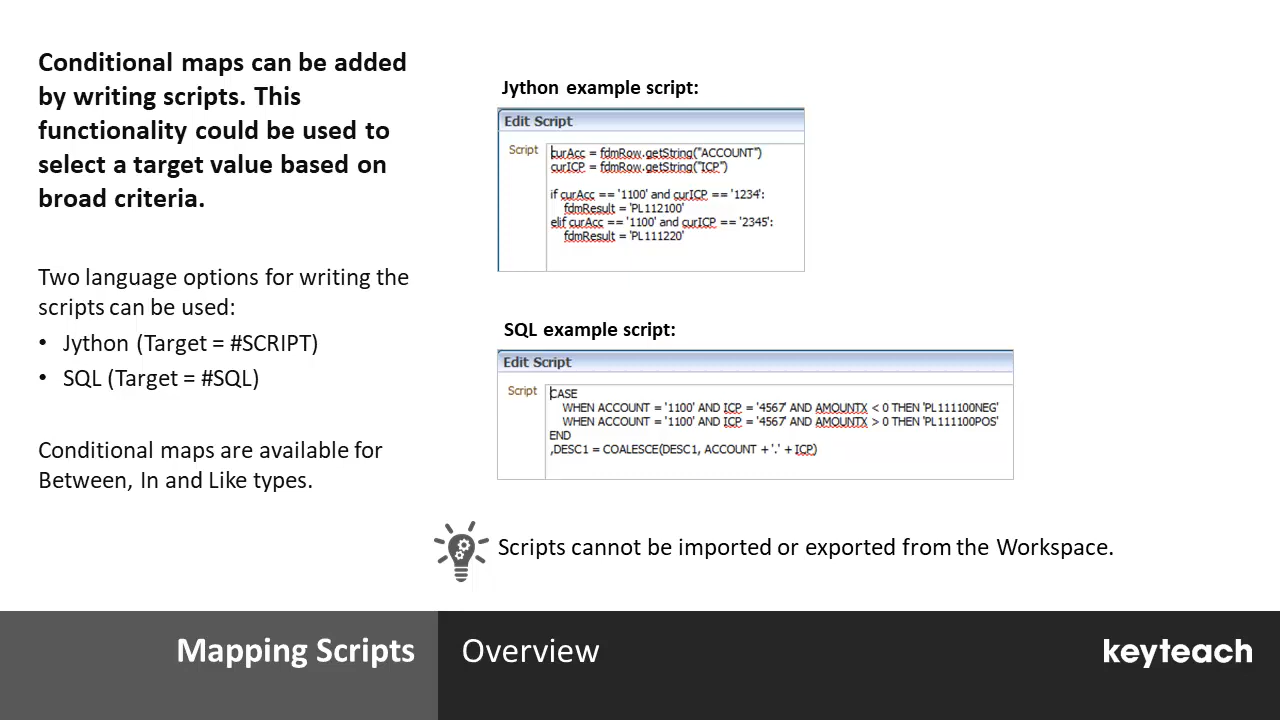 Conditional maps can be added
by writing scripts. This
functionality could be used to
select a target value based on
broad criteria.
Two language options for writing the
scripts can be used:
• Jython (Target = #SCRIPT)
• SQL (Target = #SQL)
Conditional maps are available for
Between, In and Like types.
Jython example script:
Edit Script
Script
curAcc = fdmRow.getString("ACCOUNT")
curICP = fdmRow.getString("ICP")
if curAcc == '1100' and curICP == '1234':
fdmResult = 'PL112100'
elif curAcc == '1100' and curICP == '2345':
fdmResult = 'PL111220'
SQL example script:
Edit Script
Script
CASE
WHEN ACCOUNT = '1100' AND ICP = '4567' AND AMOUNTX < 0 THEN 'PL111100NEG'
WHEN ACCOUNT = '1100' AND ICP = '4567' AND AMOUNTX > 0 THEN 'PL111100POS'
END
,DESC1 = COALESCE(DESC1, ACCOUNT + '.' + ICP)
Scripts cannot be imported or exported from the Workspace.
Mapping Scripts
Overview
keyteach